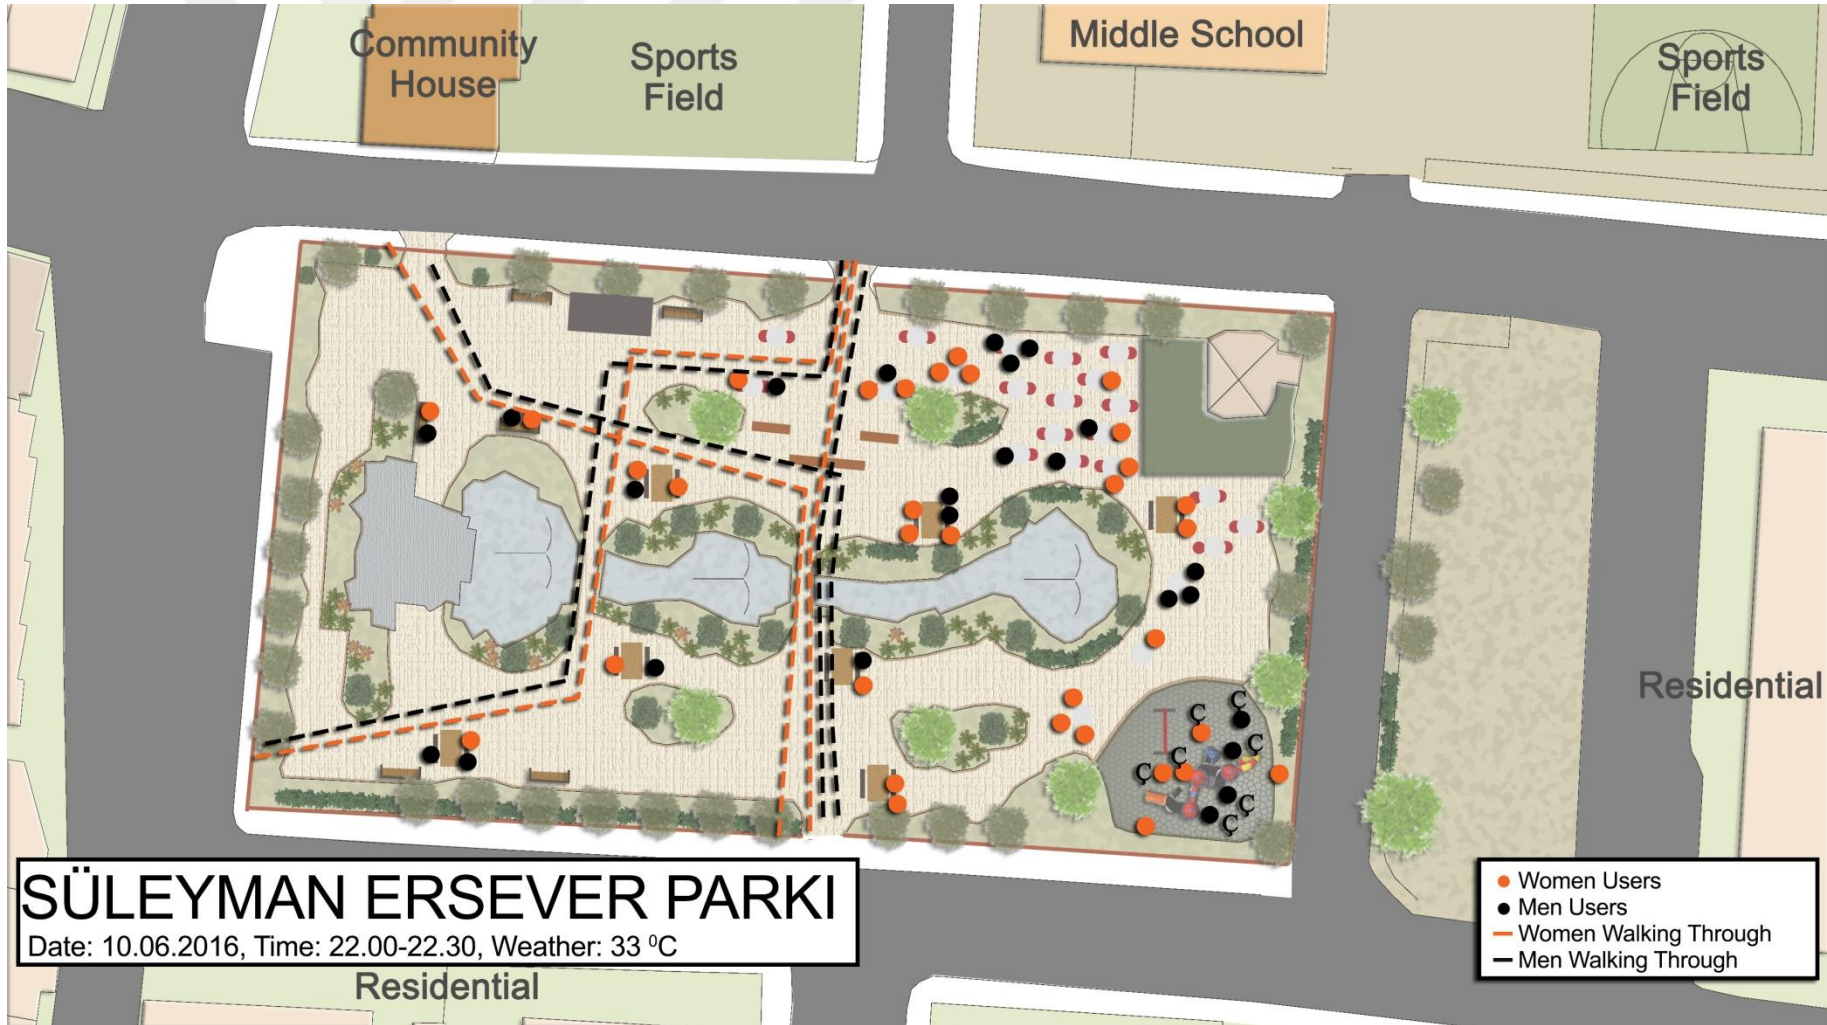 Community
House
Sports
Field
Middle School
Sports
Field
Residential
Ç
Ç
Ç
Ç
Ç
Ç
Ç
SÜLEYMAN ERSEVER PARKI
Date: 10.06.2016, Time: 22.00-22.30, Weather: 33 ⁰C
Women Users
Men Users
Women Walking Through
Men Walking Through
Residential